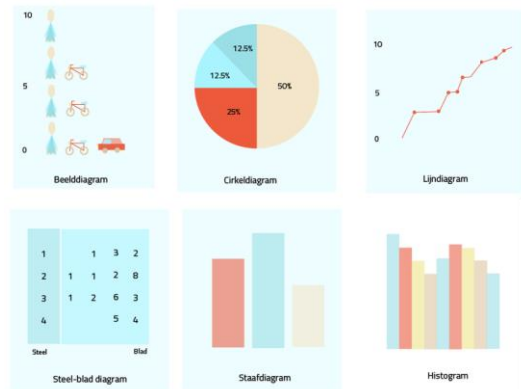 10
5
0
Beelddiagram
12.5%
12.5%
50%
25%
Cirkeldiagram
10
5
0
Lijndiagram
1 1 3 2
2 1 1 2 8
3 1 2 6 3
4 5 4
Steel Blad
Steel-blad diagram
Staafdiagram
Histogram